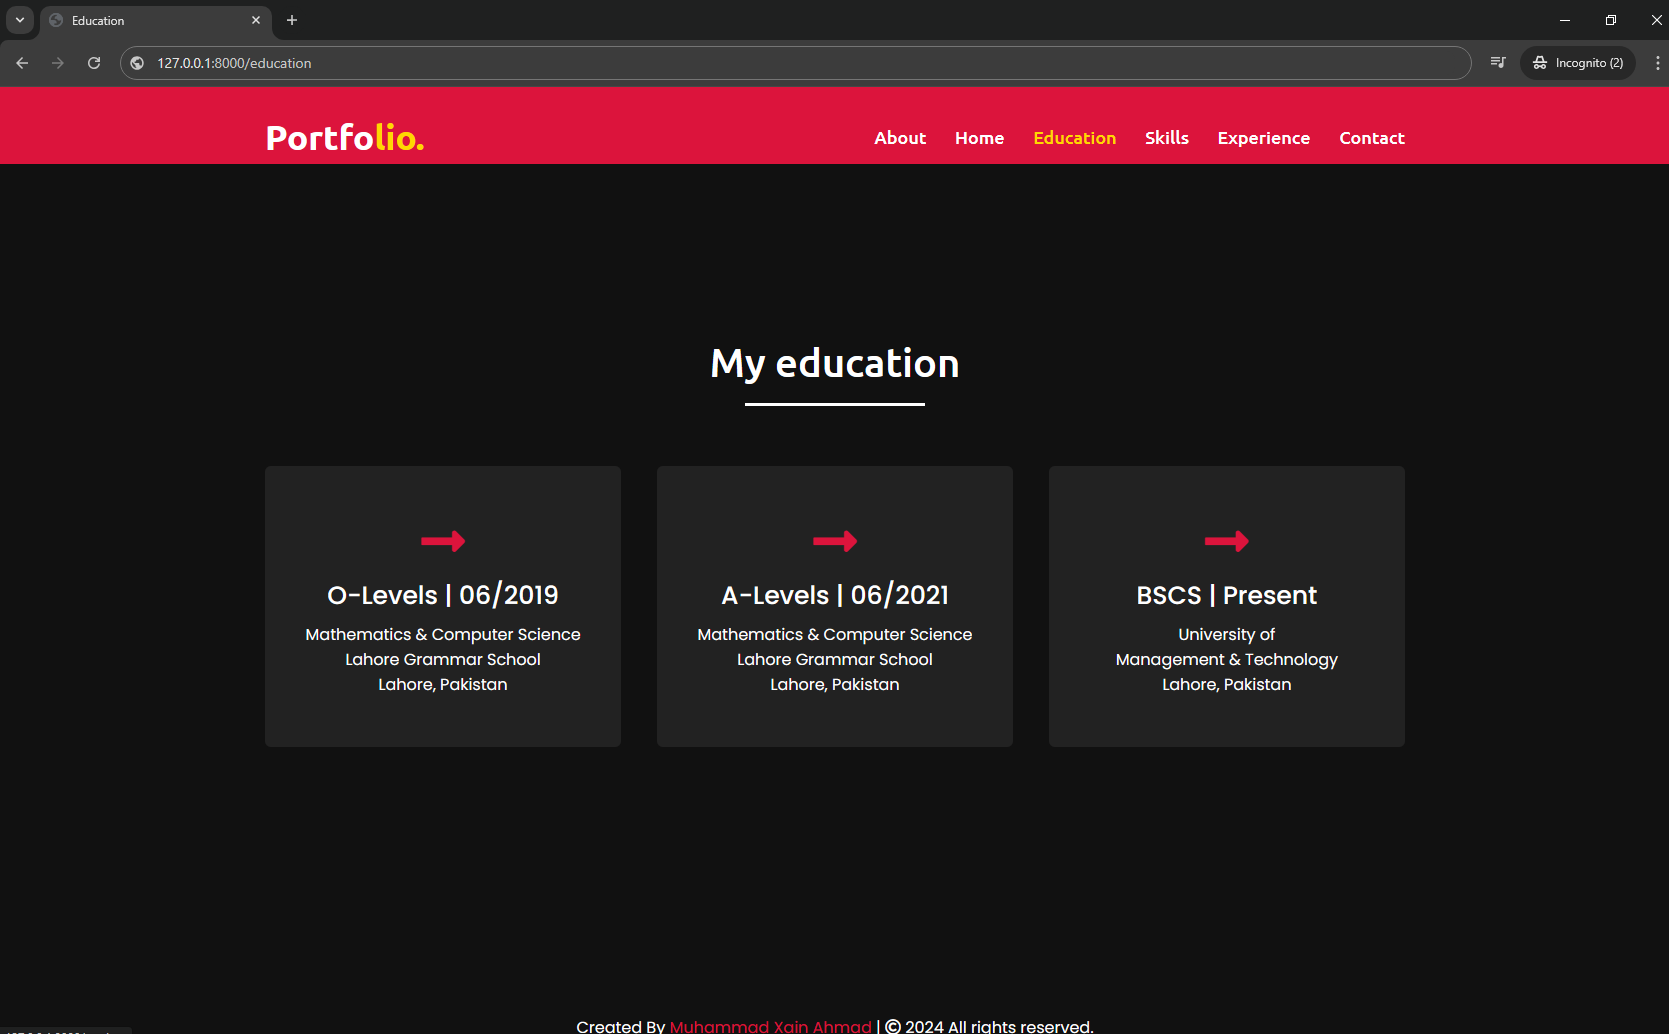 Education
127.0.0.1:8000/education
Incognito (2)
Portfolio.
About Home Education Skills Experience Contact
My education
O-Levels | 06/2019
Mathematics & Computer Science
Lahore Grammar School
Lahore, Pakistan
A-Levels | 06/2021
Mathematics & Computer Science
Lahore Grammar School
Lahore, Pakistan
BSCS | Present
University of
Management & Technology
Lahore, Pakistan
Created By Muhammad Xain Ahmad | © 2024 All rights reserved.